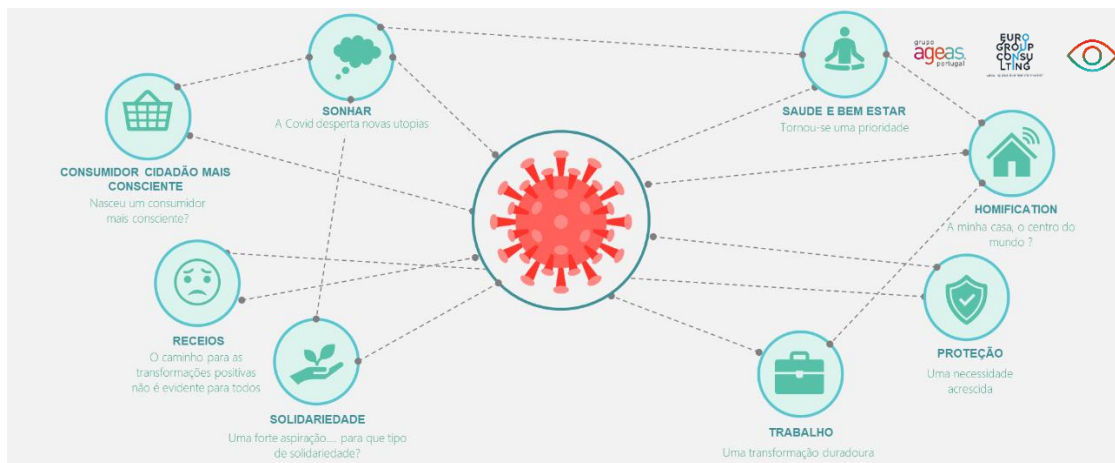 SONHAR
A Covid desperta novas utopias
SAUDE E BEM ESTAR
Tornou-se uma prioridade
grupo
ageas
portugal
EURO
GROUP
CONSU
LTING
CONSUMIDOR CIDADÃO MAIS
CONSCIENTE
Nasceu um consumidor
mais consciente?
HOMIFICATION
A minha casa, o centro do
mundo ?
RECEIOS
O caminho para as
transformações positivas
não é evidente para todos
PROTEÇÃO
Uma necessidade
acrescida
SOLIDARIEDADE
Uma forte aspiração.... para que tipo
de solidariedade?
TRABALHO
Uma transformação duradoura